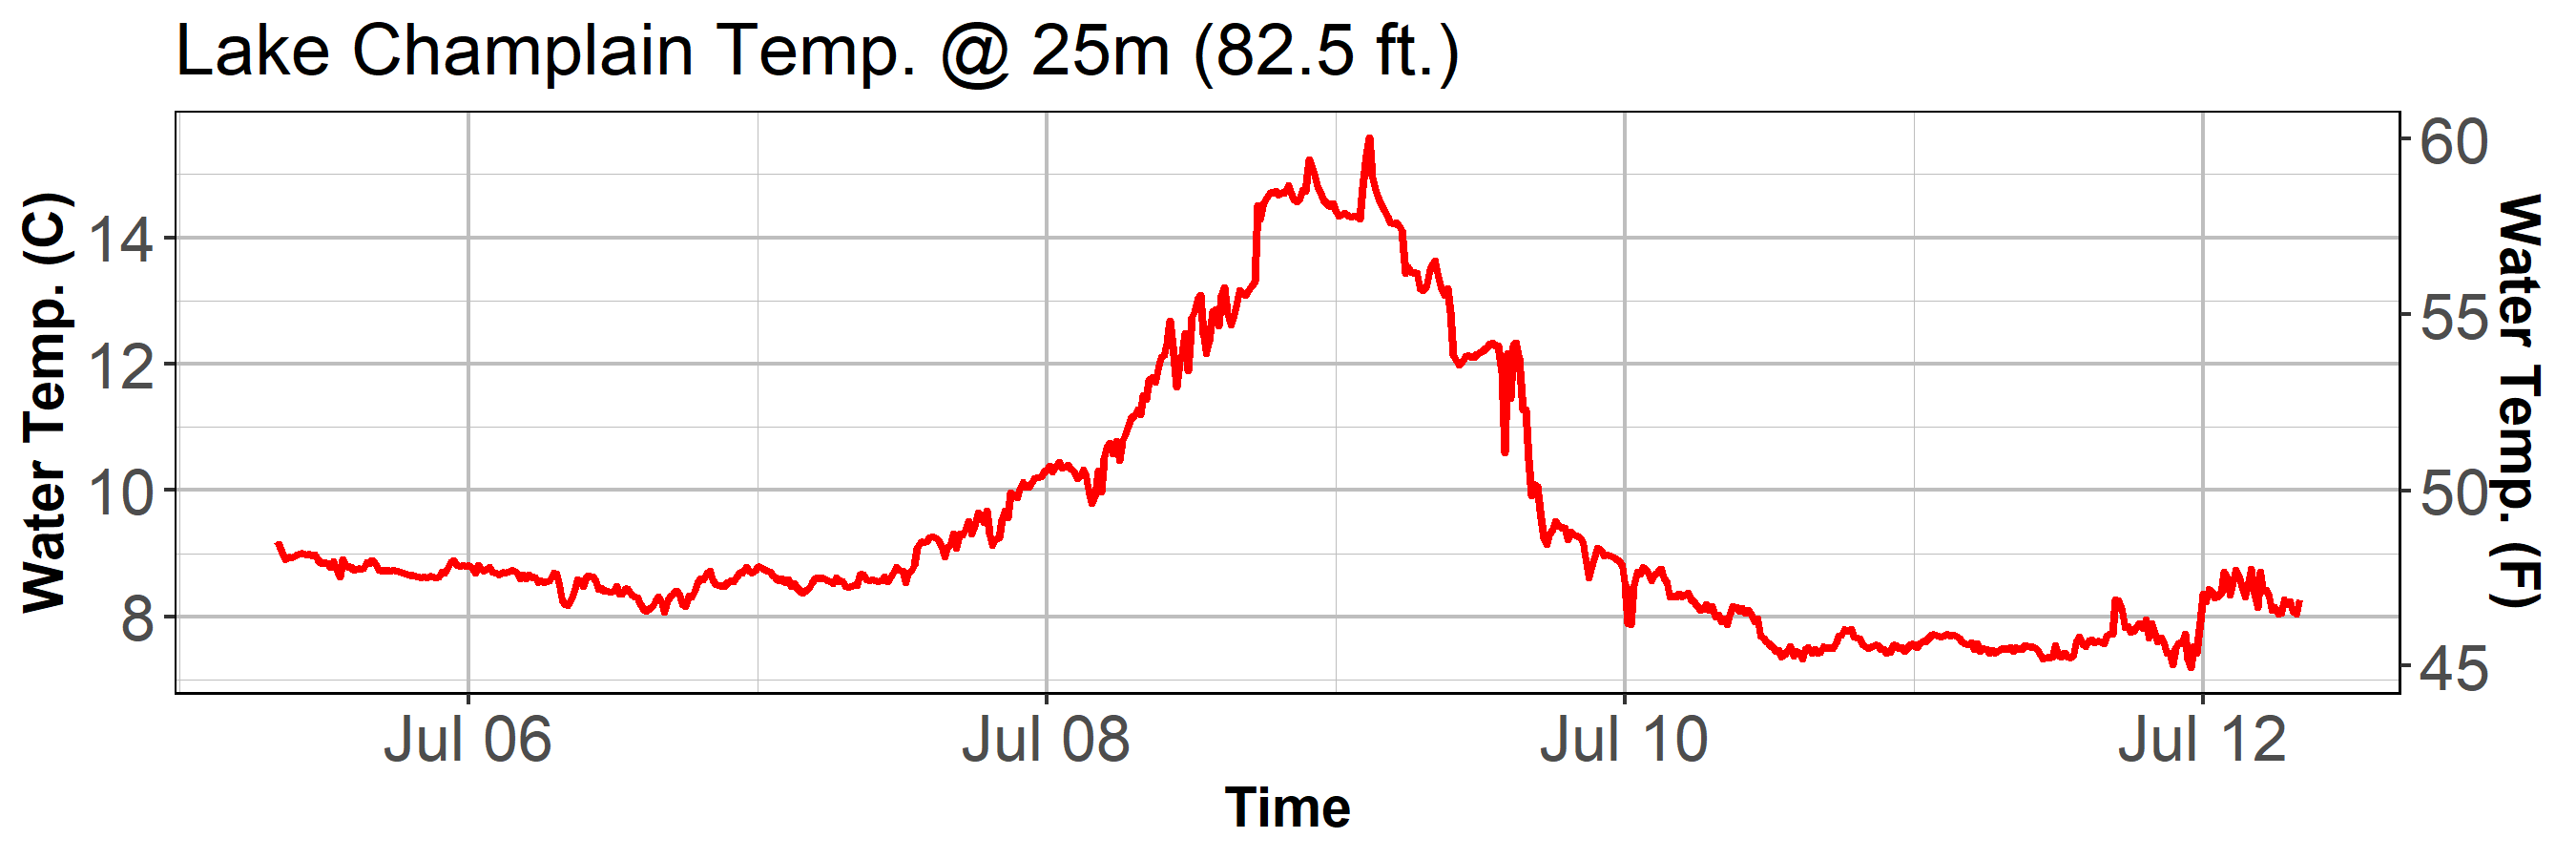 Lake Champlain Temp. @ 25m (82.5 ft.)
Water Temp. (C)
14
12
10
8
60
55
50
45
Water Temp. (F)
Jul 06
Jul 08
Jul 10
Jul 12
Time